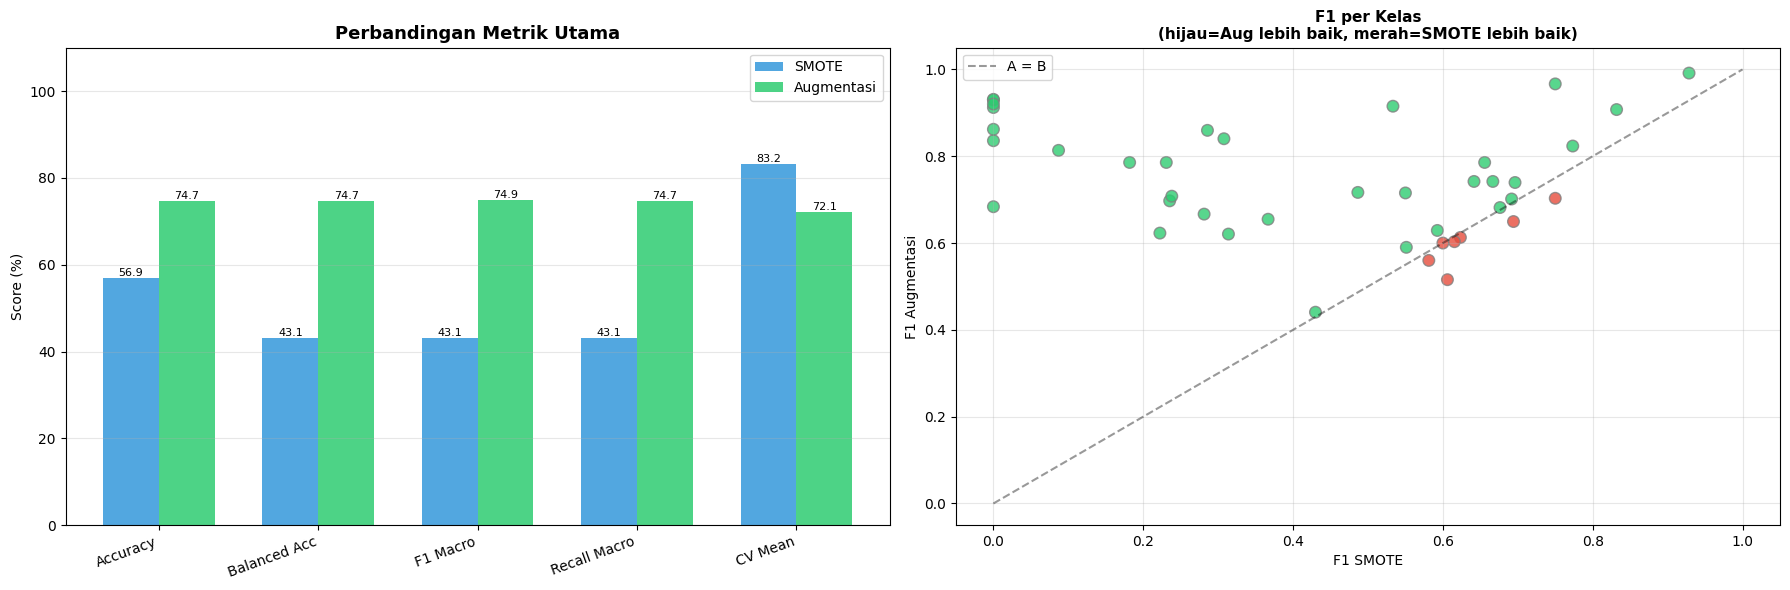 Perbandingan Metrik Utama
Score (%)
100
80
60
40
20
0
SMOTE
Augmentasi
56.9
74.7
43.1
74.7
43.1
74.9
43.1
74.7
83.2
72.1
Accuracy
Balanced Acc
F1 Macro
Recall Macro
CV Mean
F1 per Kelas
(hijau=Aug lebih baik, merah=SMOTE lebih baik)
A = B
F1 Augmentasi
1.0
0.8
0.6
0.4
0.2
0.0
0.0
0.2
0.4
0.6
0.8
1.0
F1 SMOTE